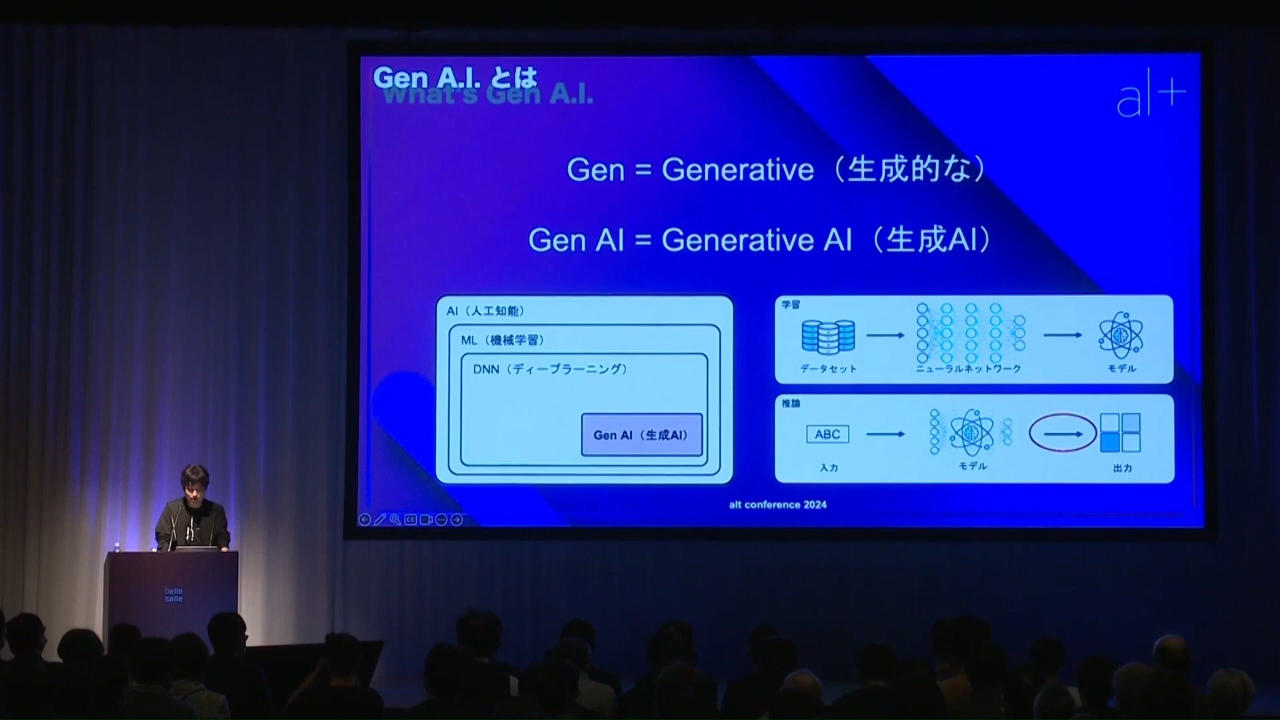 Gen A.I. とは
What's Gen A.I.
al+
Gen = Generative（生成的な）
Gen AI = Generative AI（生成AI）
AI（人工知能）
ML（機械学習）
DNN（ディープラーニング）
Gen AI（生成AI）
学習
データセット
ニューラルネットワーク
モデル
推論
ABC
入力
モデル
出力
alt conference 2024
belle
salle